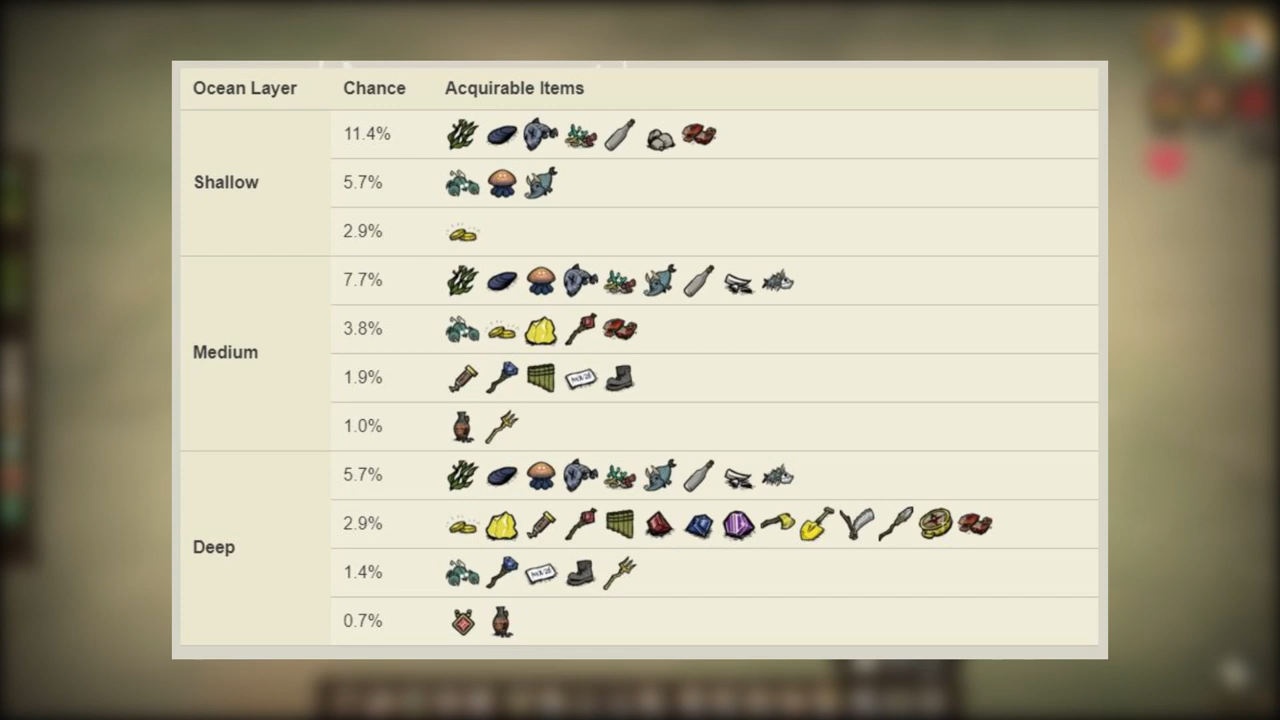 Ocean Layer Chance Acquirable Items
11.4%
Shallow 5.7%
2.9%
7.7%
3.8%
Medium
1.9%
1.0%
5.7%
2.9%
Deep
1.4%
0.7%